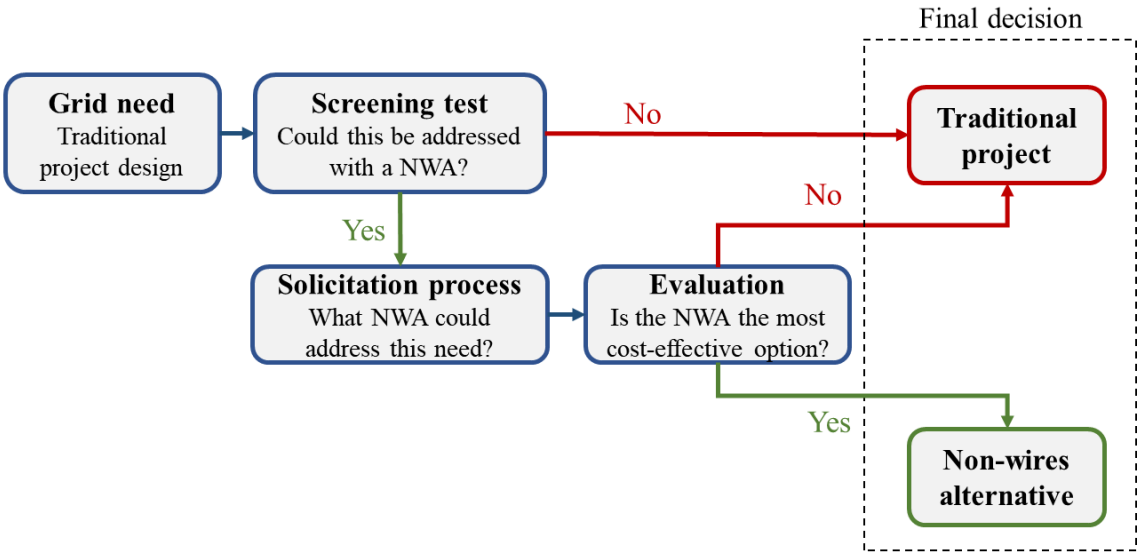 Final decision
Grid need
Traditional
project design
Screening test
Could this be addressed
with a NWA?
No
Traditional
project
No
Yes
Solicitation process
What NWA could
address this need?
Evaluation
Is the NWA the most
cost-effective option?
Yes
Non-wires
alternative